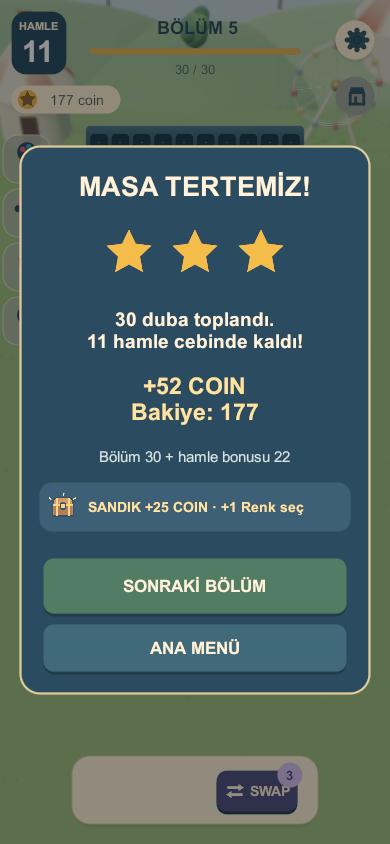 HAMLE
11
BÖLÜM 5
30 / 30
177 coin
MASA TERTEMİZ!
30 duba toplandı.
11 hamle cebinde kaldı!
+52 COIN
Bakiye: 177
Bölüm 30 + hamle bonusu 22
SANDIK +25 COIN · +1 Renk seç
SONRAKİ BÖLÜM
ANA MENÜ
3
SWAP